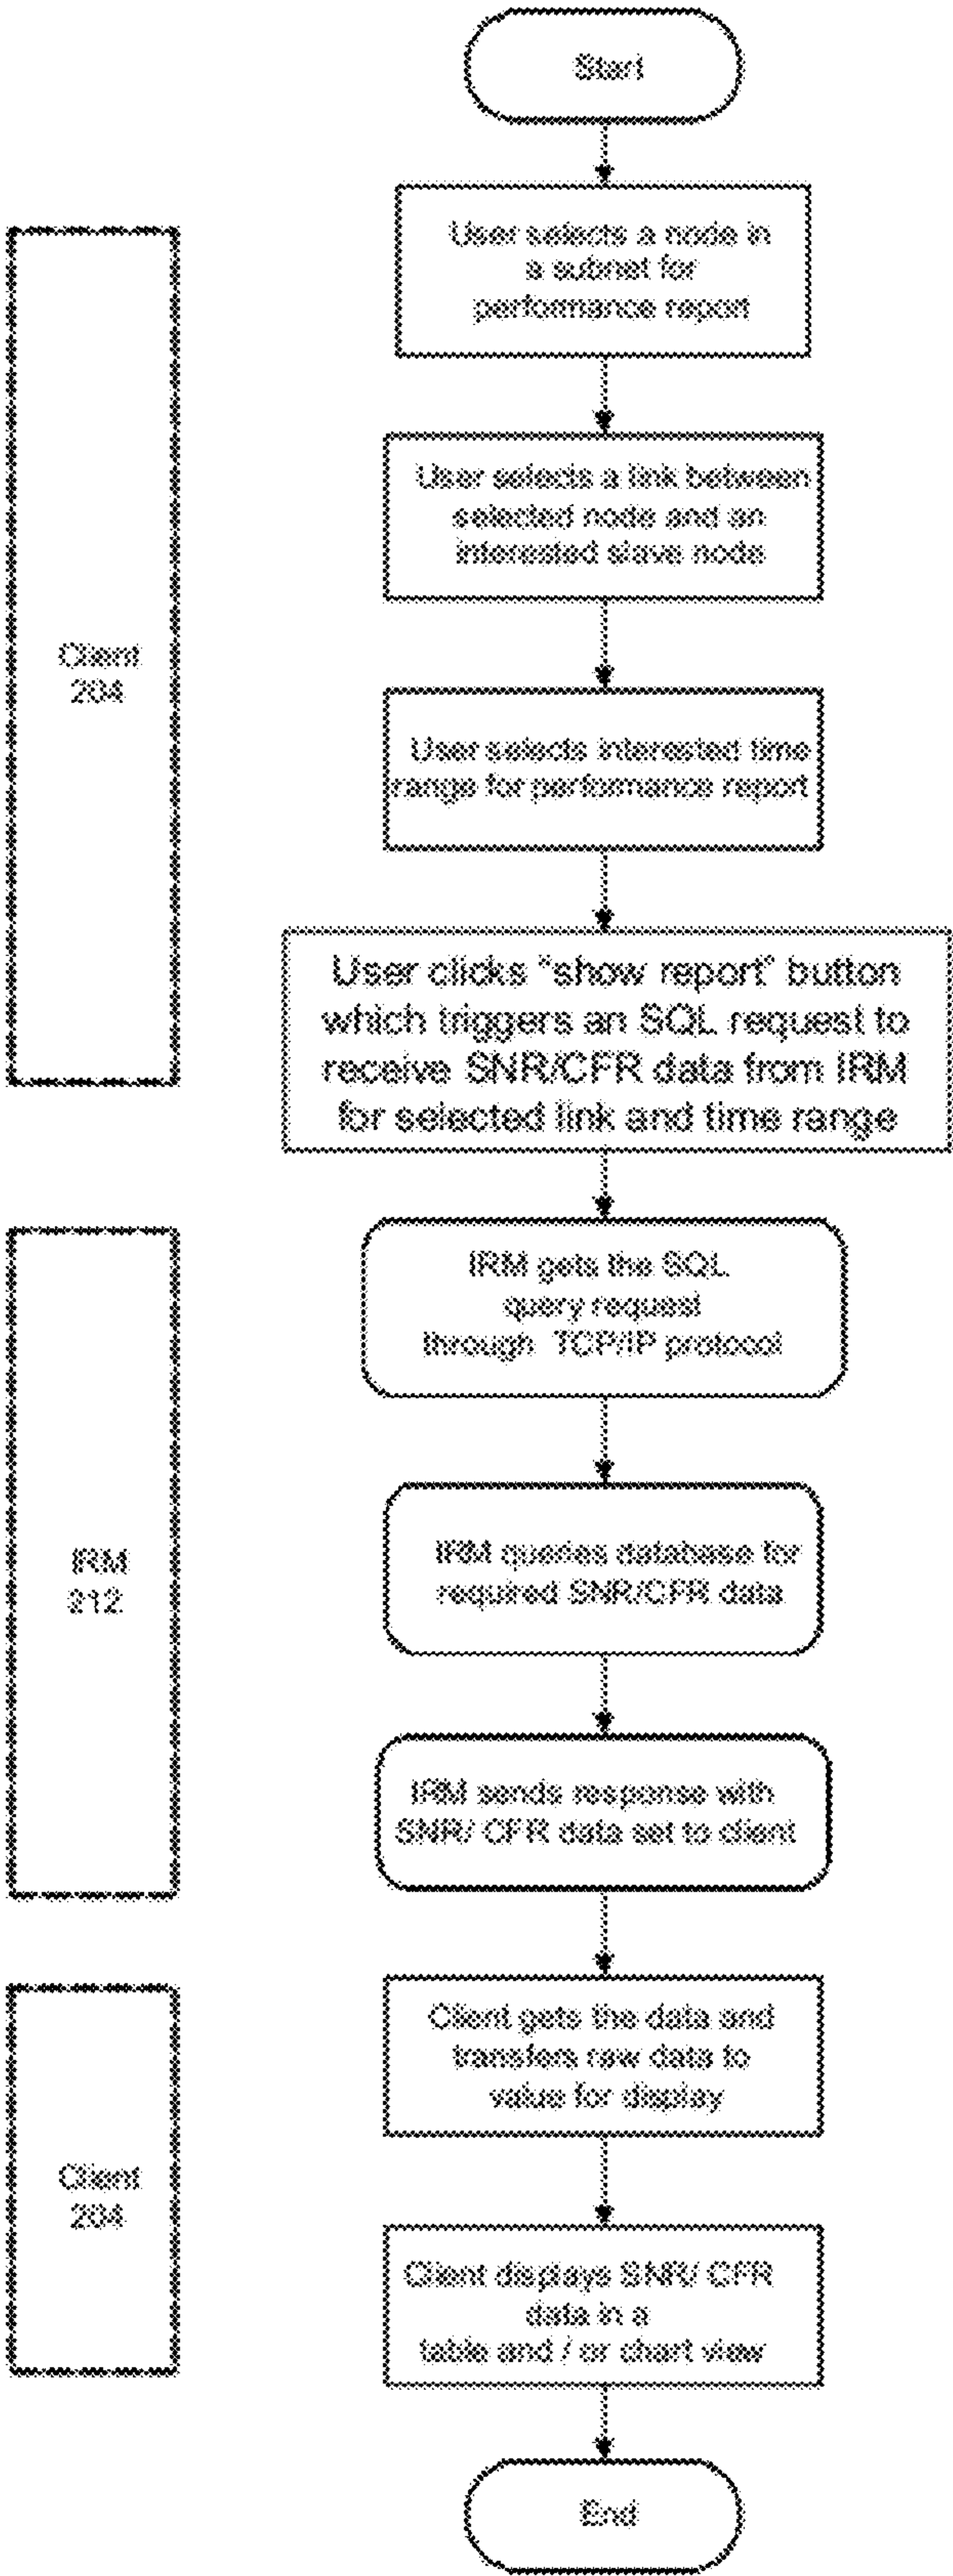 Start
User selects a node in
a subnet for
performance report
User selects a link between
selected node and an
interested slave node
Client
204
User selects interested time
range for performance report
User clicks "show report" button
which triggers an SQL request to
receive SNR/CFR data from IRM
for selected link and time range
IRM gets the SQL
query request
through TCP/IP protocol
IRM queries database for
required SNR/CFR data
IRM
212
IRM sends response with
SNR/ CFR data set to client
Client gets the data and
transfers raw data to
value for display
Client
204
Client displays SNR/ CFR
data in a
table and / or chart view
End